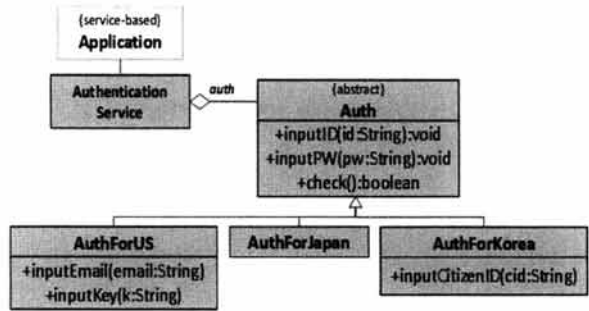 {service-based}
Application
Authentication
Service
auth
{abstract}
Auth
+inputID(id:String):void
+inputPW(pw:String):void
+check():boolean
AuthForUS
+inputEmail(email:String)
+inputKey(k:String)
AuthForJapan
AuthForKorea
+inputCitizenID(cid:String)